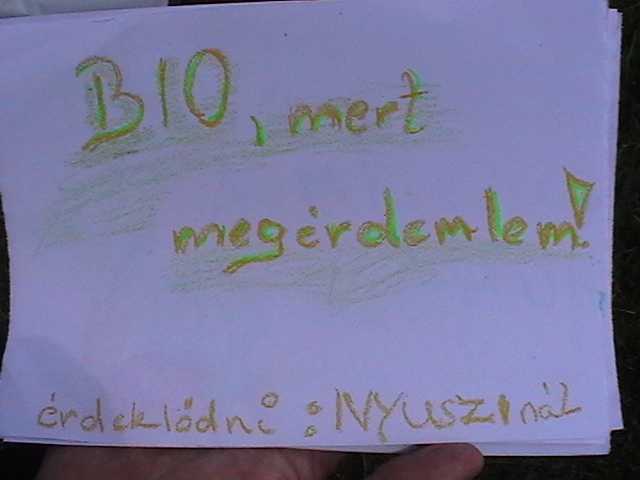 BIO, mert
megérdemlem!
érdeklődni: NYUSZInál